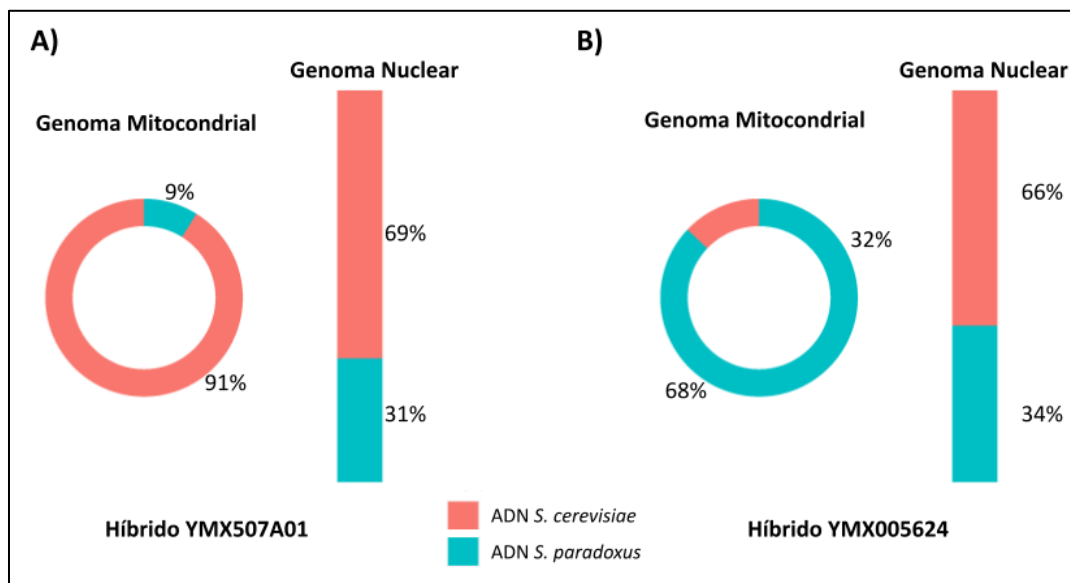 A)
Genoma Nuclear
Genoma Mitocondrial
9%
69%
91%
31%
Híbrido YMX507A01
B)
Genoma Nuclear
Genoma Mitocondrial
66%
32%
68%
34%
Híbrido YMX005624
ADN S. cerevisiae
ADN S. paradoxus